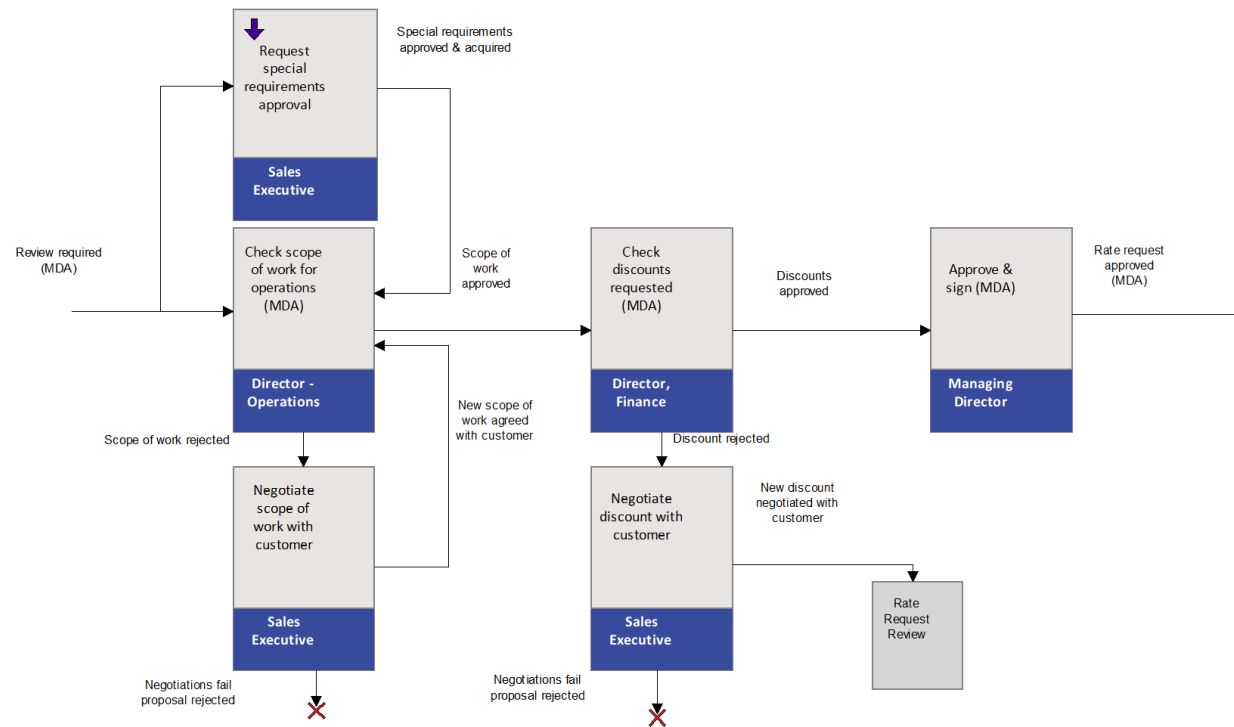 Request
special
requirements
approval
Sales
Executive
Special requirements
approved & acquired
Review required
(MDA)
Check scope
of work for
operations
(MDA)
Director -
Operations
Scope of
work
approved
Check
discounts
requested
(MDA)
Director,
Finance
Discounts
approved
Approve &
sign (MDA)
Managing
Director
Rate request
approved
(MDA)
Scope of work rejected
New scope of
work agreed
with customer
Discount rejected
Negotiate
scope of
work with
customer
Sales
Executive
Negotiate
discount with
customer
Sales
Executive
New discount
negotiated with
customer
Rate
Request
Review
Negotiations fail
proposal rejected
Negotiations fail
proposal rejected